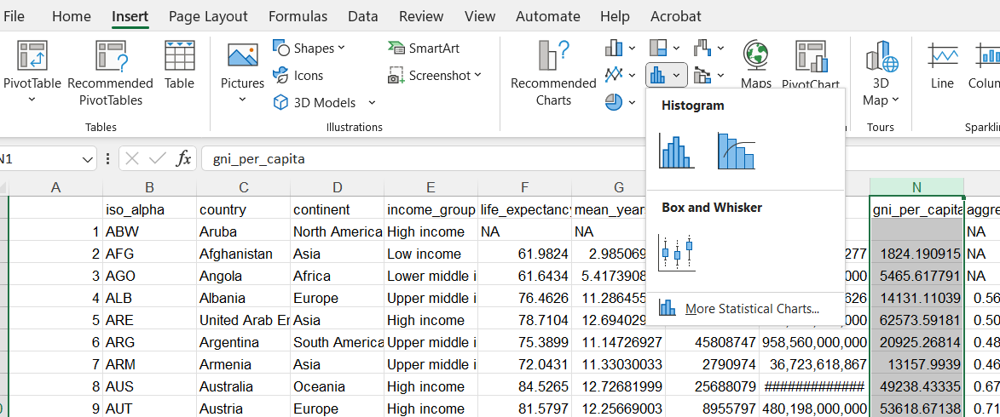 File Home Insert Page Layout Formulas Data Review View Automate Help Acrobat
PivotTable Recommended PivotTables Table
Tables
Pictures Shapes Icons 3D Models SmartArt Screenshot
Illustrations
Recommended Charts Maps PivotChart
3D Map
Tours
Line
Histogram
Box and Whisker
More Statistical Charts...
N1 fx gni_per_capita
A B C D E F G N
iso_alpha country continent income_group life_expectancy gni_per_capita
1 ABW Aruba North America High income NA NA NA
2 AFG Afghanistan Asia Low income 61.9824 2.985069 277 1824.190915 NA
3 AGO Angola Africa Lower middle i 61.6434 5.4173908 000 5465.617791 NA
4 ALB Albania Europe Upper middle i 76.4626 11.286455 626 14131.11039 0.56
5 ARE United Arab Er Asia High income 78.7104 12.694029 000 62573.59181 0.50
6 ARG Argentina South America Upper middle i 75.3899 11.14726927 45808747 958,560,000,000 20925.26814 0.48
7 ARM Armenia Asia Upper middle i 72.0431 11.33030033 2790974 36,723,618,867 13157.9939 0.46
8 AUS Australia Oceania High income 84.5265 12.72681999 25688079 ############# 49238.43335 0.67
9 AUT Austria Europe High income 81.5797 12.25669003 8955797 480,198,000,000 53618.67138 0.71